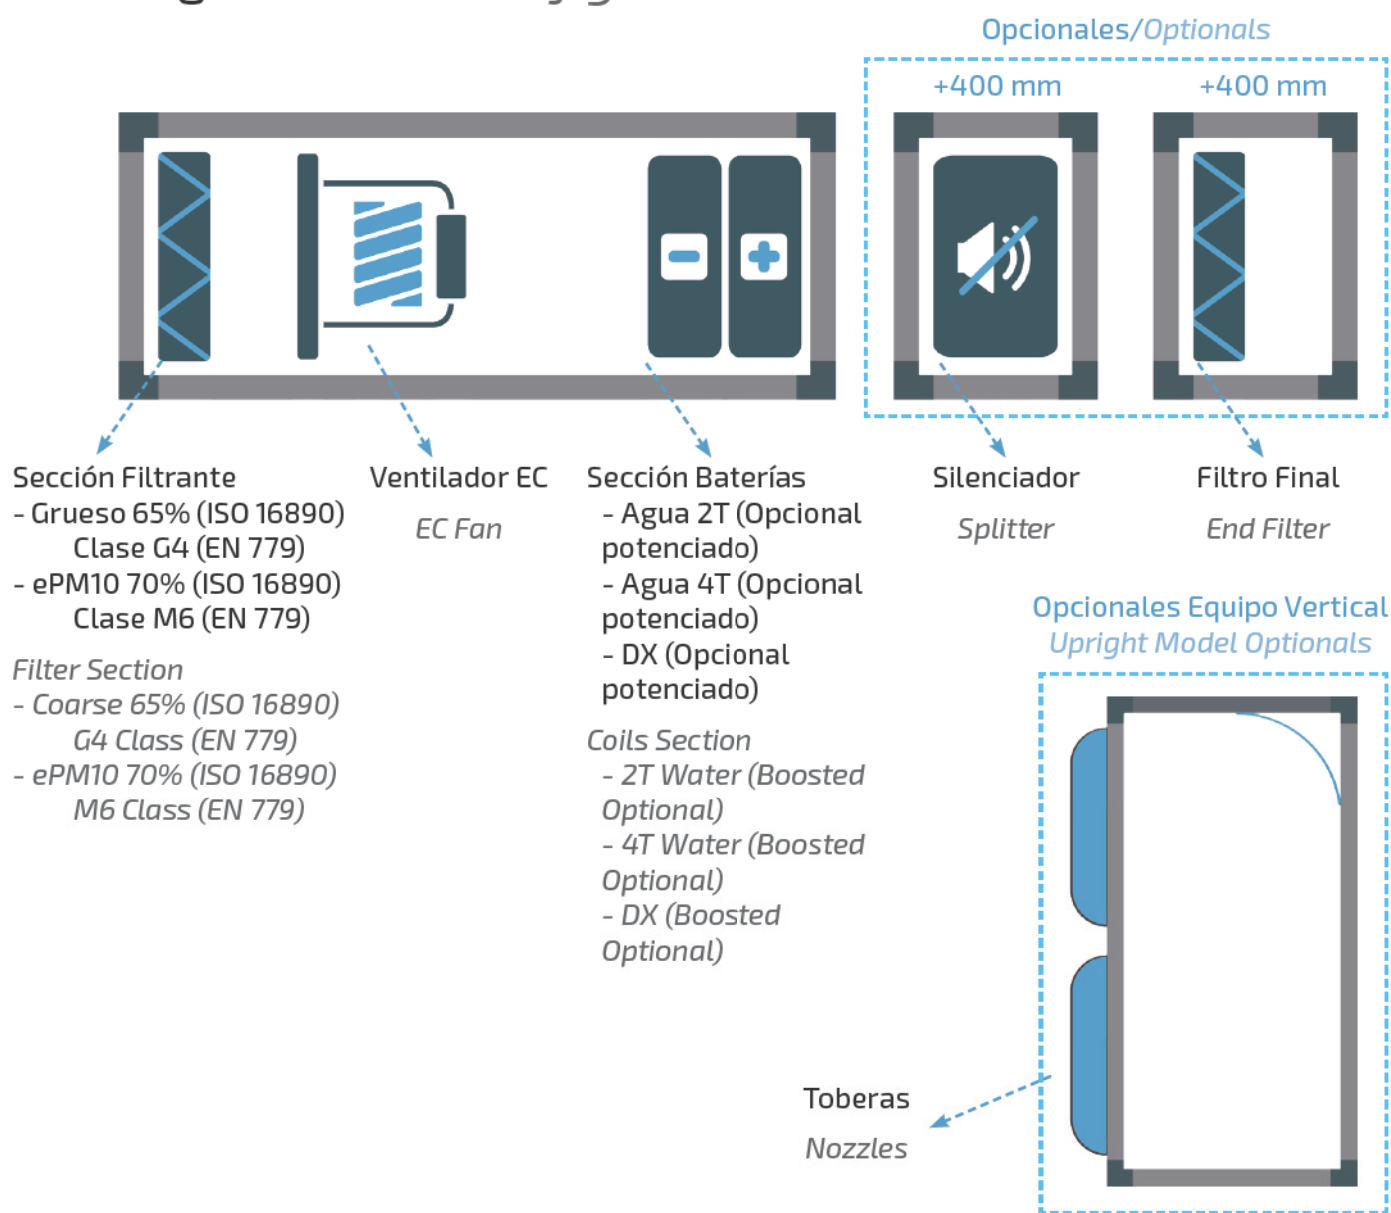 Opcionales/Optionals
+400 mm
+400 mm
Sección Filtrante
- Grueso 65% (ISO 16890)
Clase G4 (EN 779)
- ePM10 70% (ISO 16890)
Clase M6 (EN 779)
Filter Section
- Coarse 65% (ISO 16890)
G4 Class (EN 779)
- ePM10 70% (ISO 16890)
M6 Class (EN 779)
Ventilador EC
EC Fan
Sección Baterías
- Agua 2T (Opcional
potenciado)
- Agua 4T (Opcional
potenciado)
- DX (Opcional
potenciado)
Coils Section
- 2T Water (Boosted
Optional)
- 4T Water (Boosted
Optional)
- DX (Boosted
Optional)
Silenciador
Splitter
Filtro Final
End Filter
Opcionales Equipo Vertical
Upright Model Optionals
Toberas
Nozzles